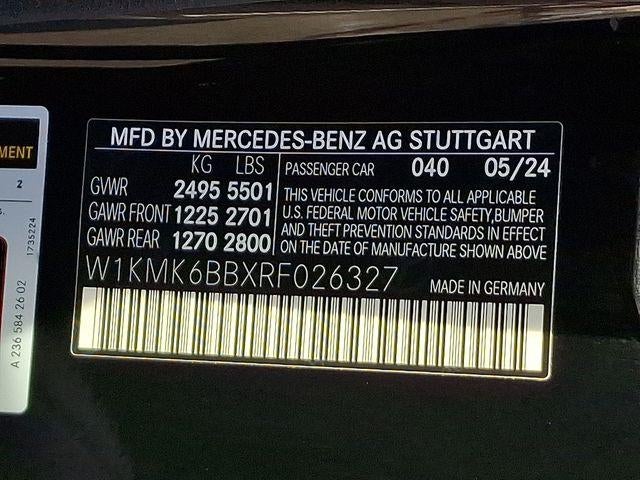 MFD BY MERCEDES-BENZ AG STUTTGART
KG LBS
GVWR 2495 5501
GAWR FRONT 1225 2701
GAWR REAR 1270 2800
PASSENGER CAR 040 05/24
THIS VEHICLE CONFORMS TO ALL APPLICABLE
U.S. FEDERAL MOTOR VEHICLE SAFETY,BUMPER
AND THEFT PREVENTION STANDARDS IN EFFECT
ON THE DATE OF MANUFACTURE SHOWN ABOVE
W1KMK6BBXRF026327
MADE IN GERMANY
MENT
2
1735224
A 236 584 26 02